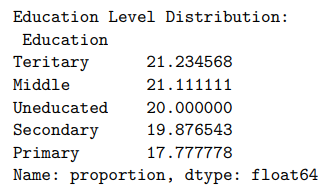 Education Level Distribution:
Education
Teritary 21.234568
Middle 21.111111
Uneducated 20.000000
Secondary 19.876543
Primary 17.777778
Name: proportion, dtype: float64